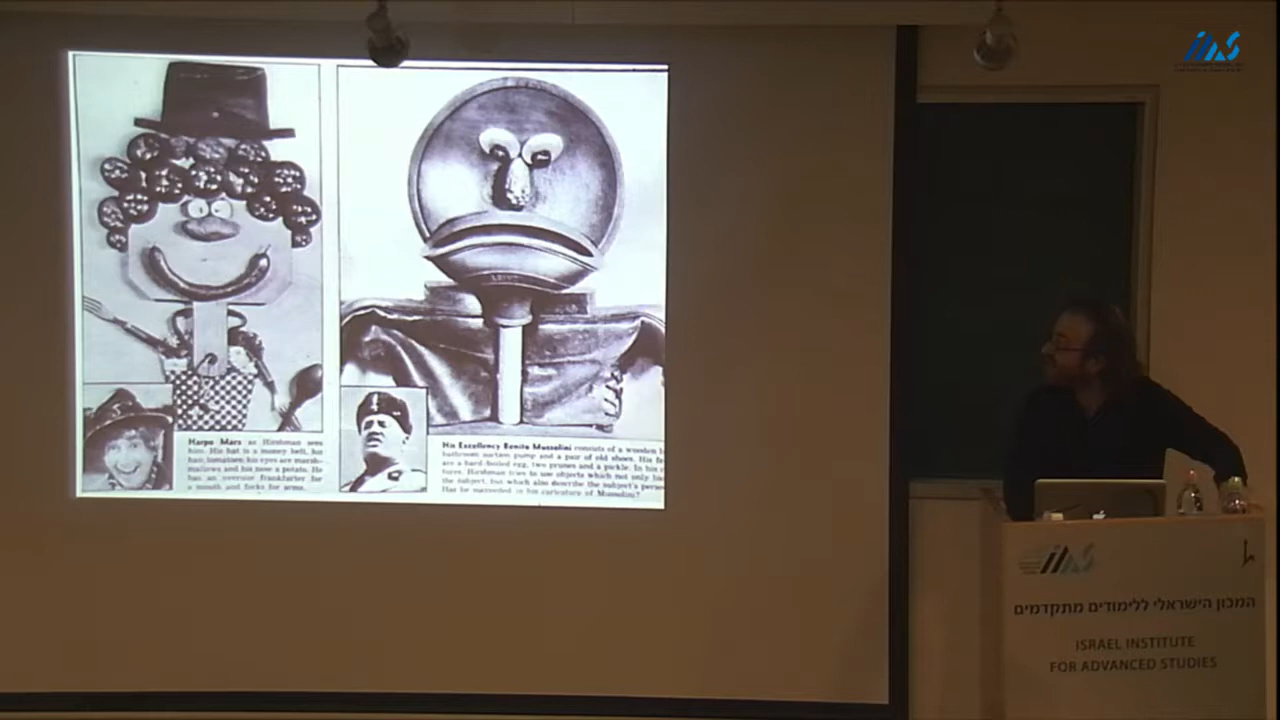 IIAS
Harpo Marx as Hirshman sees
him. His hat is a money belt, his
hair, tomatoes; his eyes are marsh-
mallows and his nose a potato. He
has an oversize frankfurter for
a mouth and forks for arms.
His Excellency Benito Mussolini consists of a wooden
bathroom suction pump and a pair of old shoes. His
are a hard-boiled egg, two prunes and a pickle. In his
tures, Hirshman tries to use objects which not only
the subject, but which also describe the subject's
Has he succeeded in his caricature of Mussolini?
IIAS
המכון הישראלי ללימודים מתקדמים
ISRAEL INSTITUTE
FOR ADVANCED STUDIES